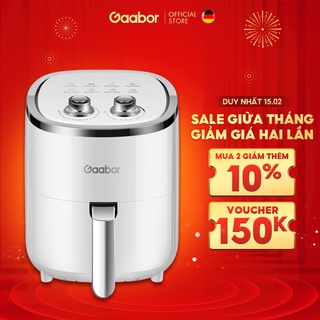 Gaabor
OFFICIAL
STORE
DUY NHẤT 15.02
SALE GIỮA THÁNG
GIẢM GIÁ HAI LẦN
MUA 2 GIẢM THÊM
10%
VOUCHER
150K
Gaabor